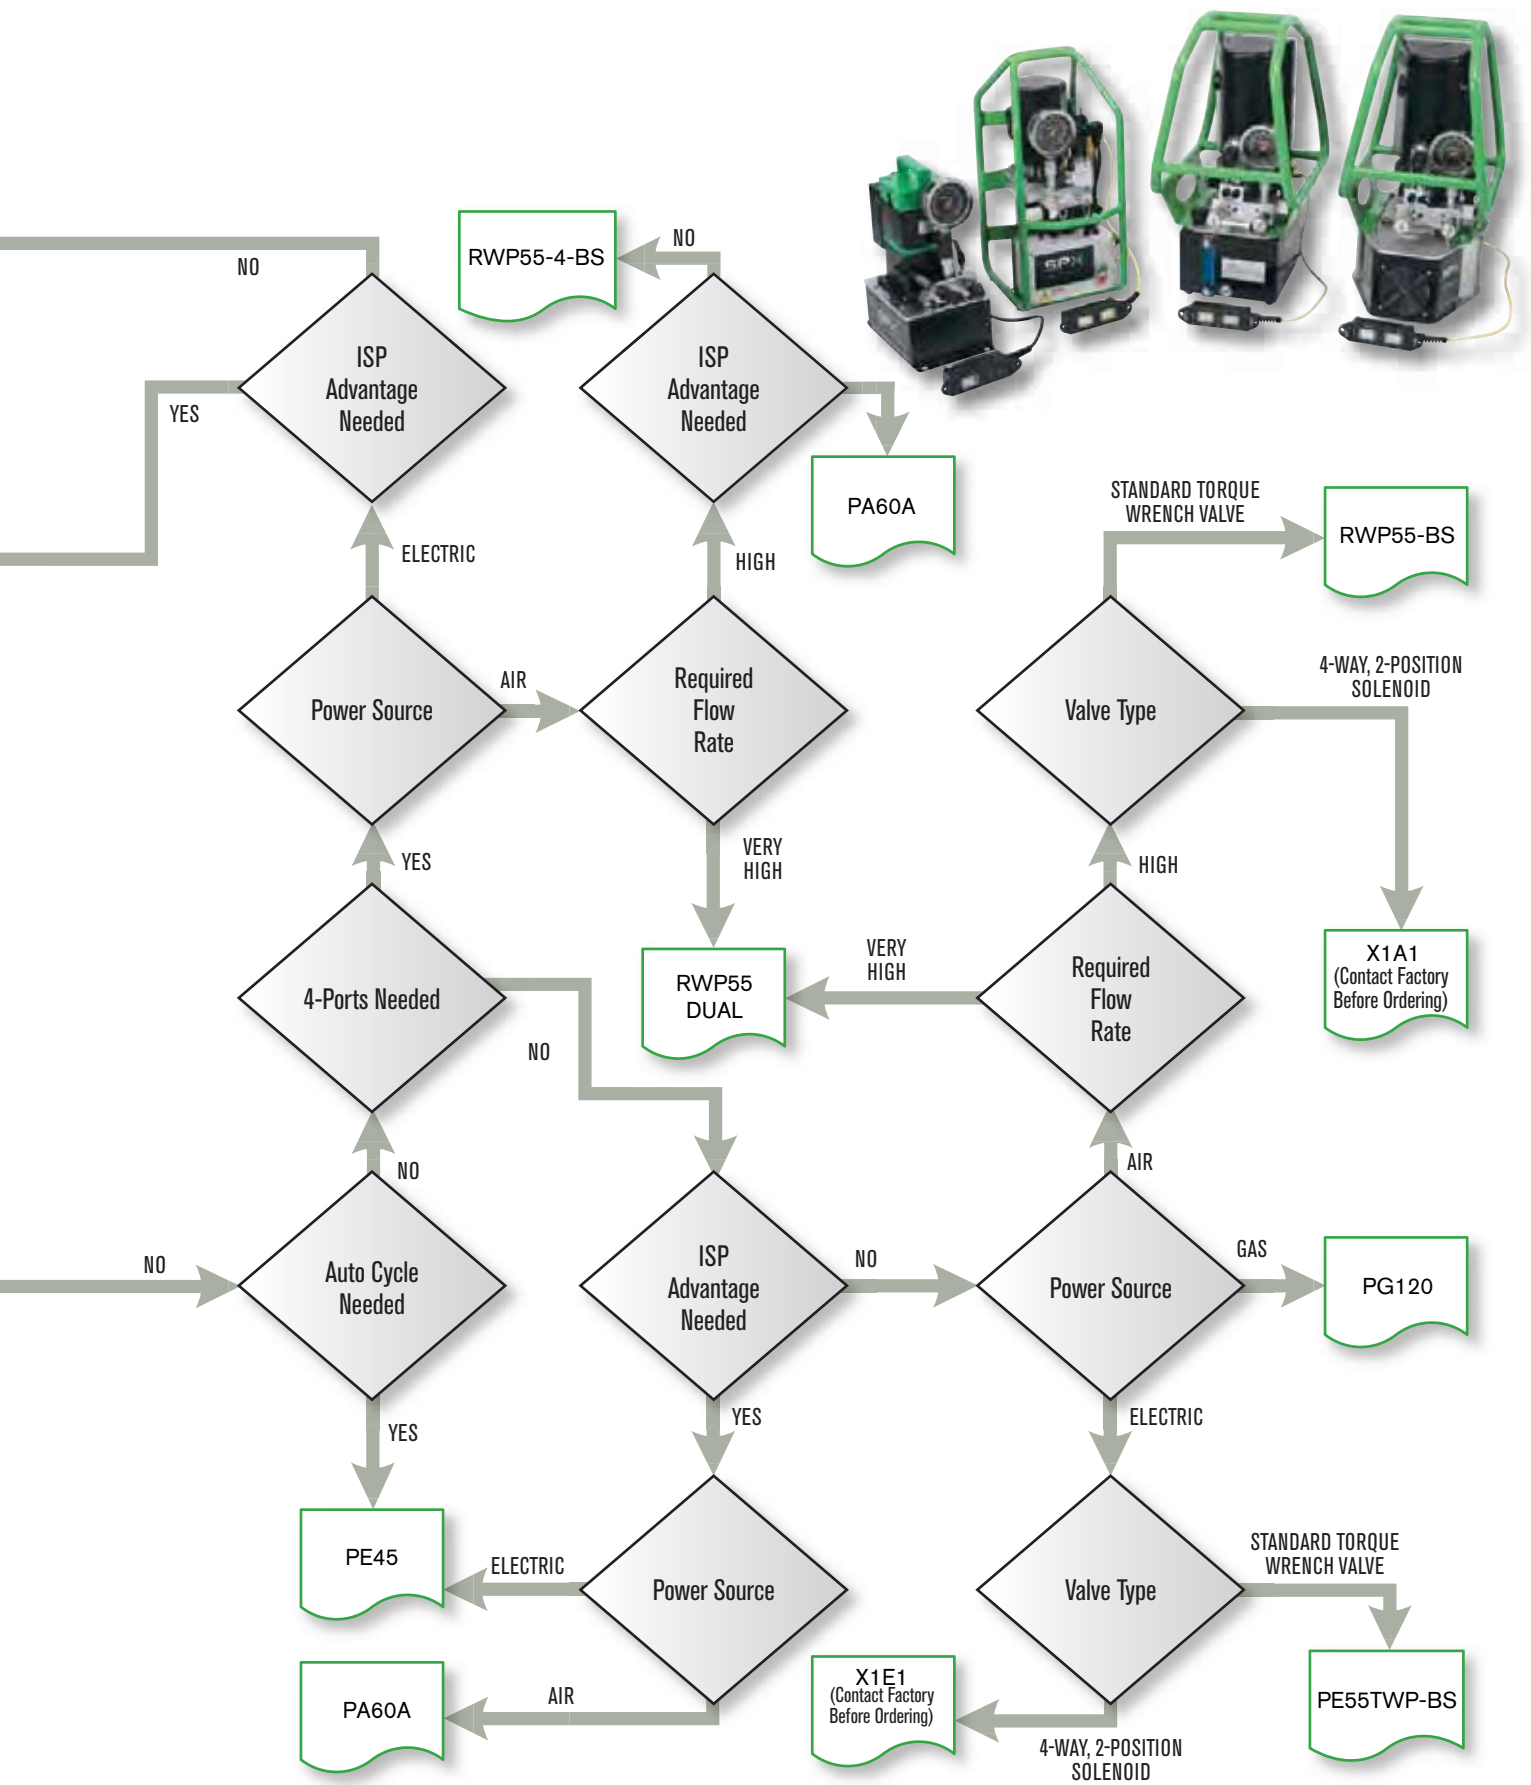 NO
RWP55-4-BS
NO
SPX
ISP
Advantage
Needed
YES
ISP
Advantage
Needed
PA60A
STANDARD TORQUE
WRENCH VALVE
RWP55-BS
ELECTRIC
HIGH
Power Source
AIR
Required
Flow
Rate
Valve Type
4-WAY, 2-POSITION
SOLENOID
YES
VERY
HIGH
HIGH
4-Ports Needed
NO
RWP55
DUAL
VERY
HIGH
Required
Flow
Rate
X1A1
(Contact Factory
Before Ordering)
NO
AIR
NO
Auto Cycle
Needed
ISP
Advantage
Needed
NO
Power Source
GAS
PG120
YES
YES
ELECTRIC
PE45
ELECTRIC
Power Source
Valve Type
STANDARD TORQUE
WRENCH VALVE
PA60A
AIR
X1E1
(Contact Factory
Before Ordering)
4-WAY, 2-POSITION
SOLENOID
PE55TWP-BS